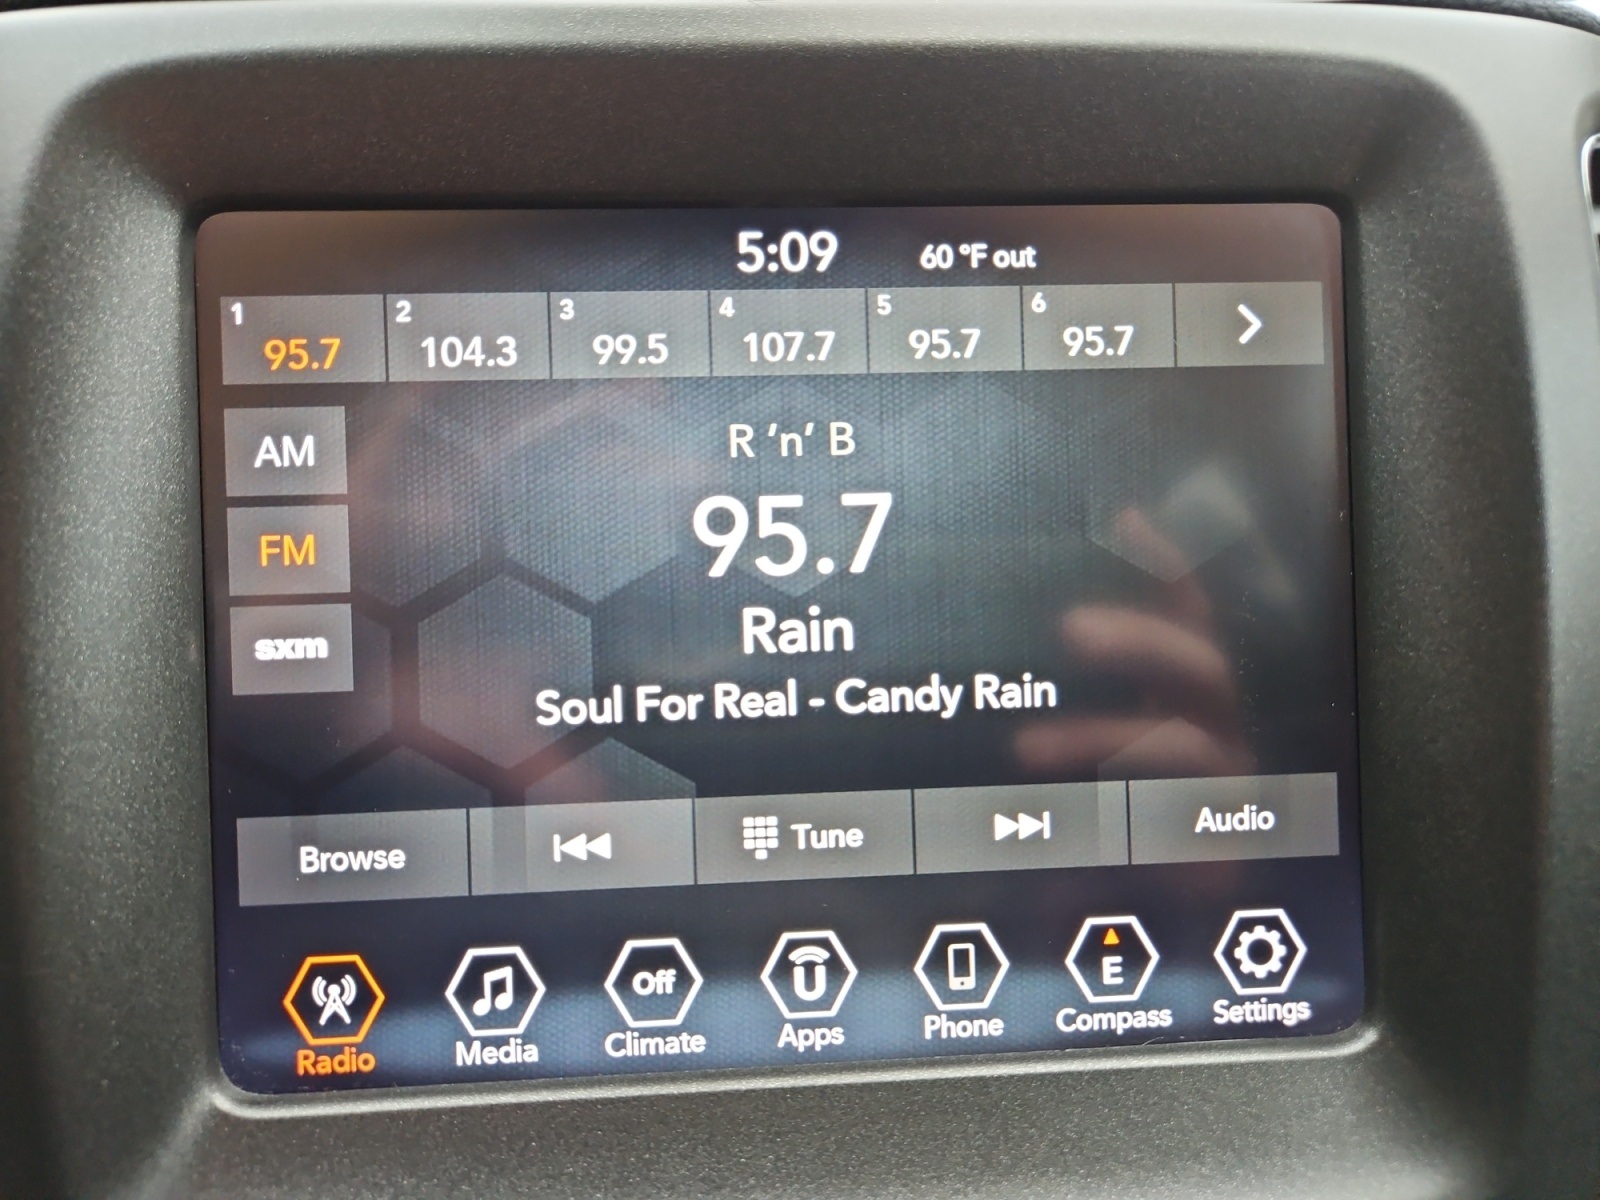 5:09 60 °F out
1 2 3 4 5 6
95.7 104.3 99.5 107.7 95.7 95.7
AM
FM
sxm
R 'n' B
95.7
Rain
Soul For Real - Candy Rain
Browse Tune Audio
Off U E
Radio Media Climate Apps Phone Compass Settings